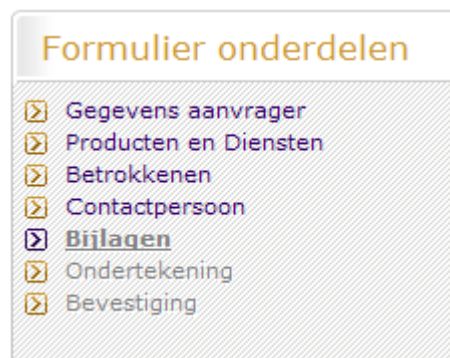 Formulier onderdelen
Gegevens aanvrager
Producten en Diensten
Betrokkenen
Contactpersoon
Bijlagen
Ondertekening
Bevestiging